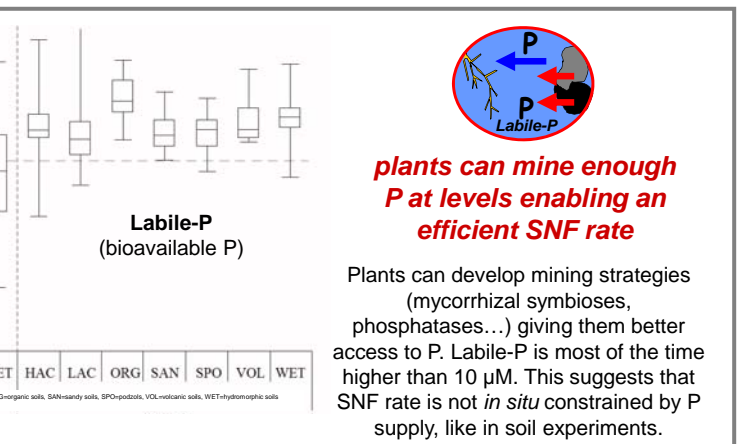 P
P
Labile-P
plants can mine enough
P at levels enabling an
efficient SNF rate
Labile-P
(bioavailable P)
Plants can develop mining strategies
(mycorrhizal symbioses,
phosphatases…) giving them better
access to P. Labile-P is most of the time
higher than 10 µM. This suggests that
SNF rate is not in situ constrained by P
supply, like in soil experiments.
ET HAC LAC ORG SAN SPO VOL WET
G=organic soils, SAN=sandy soils, SPO=podzols, VOL=volcanic soils, WET=hydromorphic soils